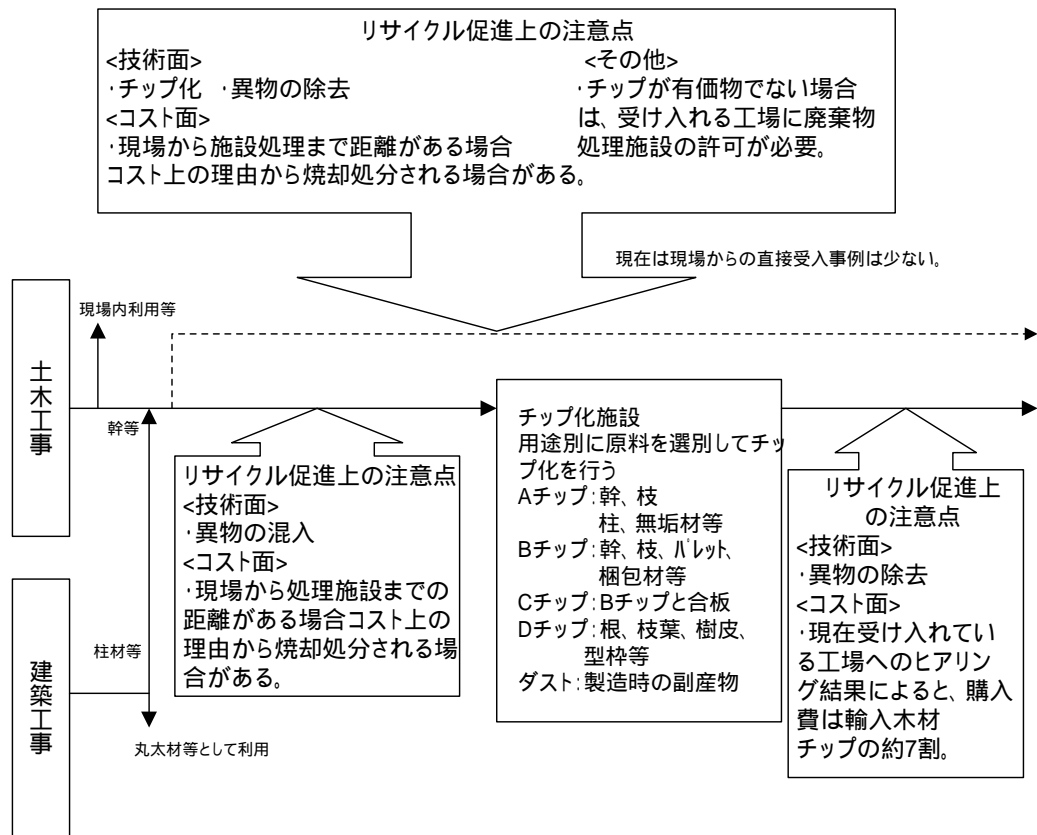 リサイクル促進上の注意点
<技術面>
・チップ化 ・異物の除去
<コスト面>
・現場から施設処理まで距離がある場合
コスト上の理由から焼却処分される場合がある。
<その他>
・チップが有価物でない場合
は、受け入れる工場に廃棄物
処理施設の許可が必要。
現在は現場からの直接受入事例は少ない。
土木工事
現場内利用等
幹等
リサイクル促進上の注意点
<技術面>
・異物の混入
<コスト面>
・現場から処理施設までの
距離がある場合コスト上の
理由から焼却処分される場
合がある。
チップ化施設
用途別に原料を選別してチッ
プ化を行う
Aチップ:幹、枝
柱、無垢材等
Bチップ:幹、枝、パレット、
梱包材等
Cチップ:Bチップと合板
Dチップ:根、枝葉、樹皮、
型枠等
ダスト:製造時の副産物
リサイクル促進上
の注意点
<技術面>
・異物の除去
<コスト面>
・現在受け入れてい
る工場へのヒアリン
グ結果によると、購入
費は輸入木材
チップの約7割。
建築工事
柱材等
丸太材等として利用